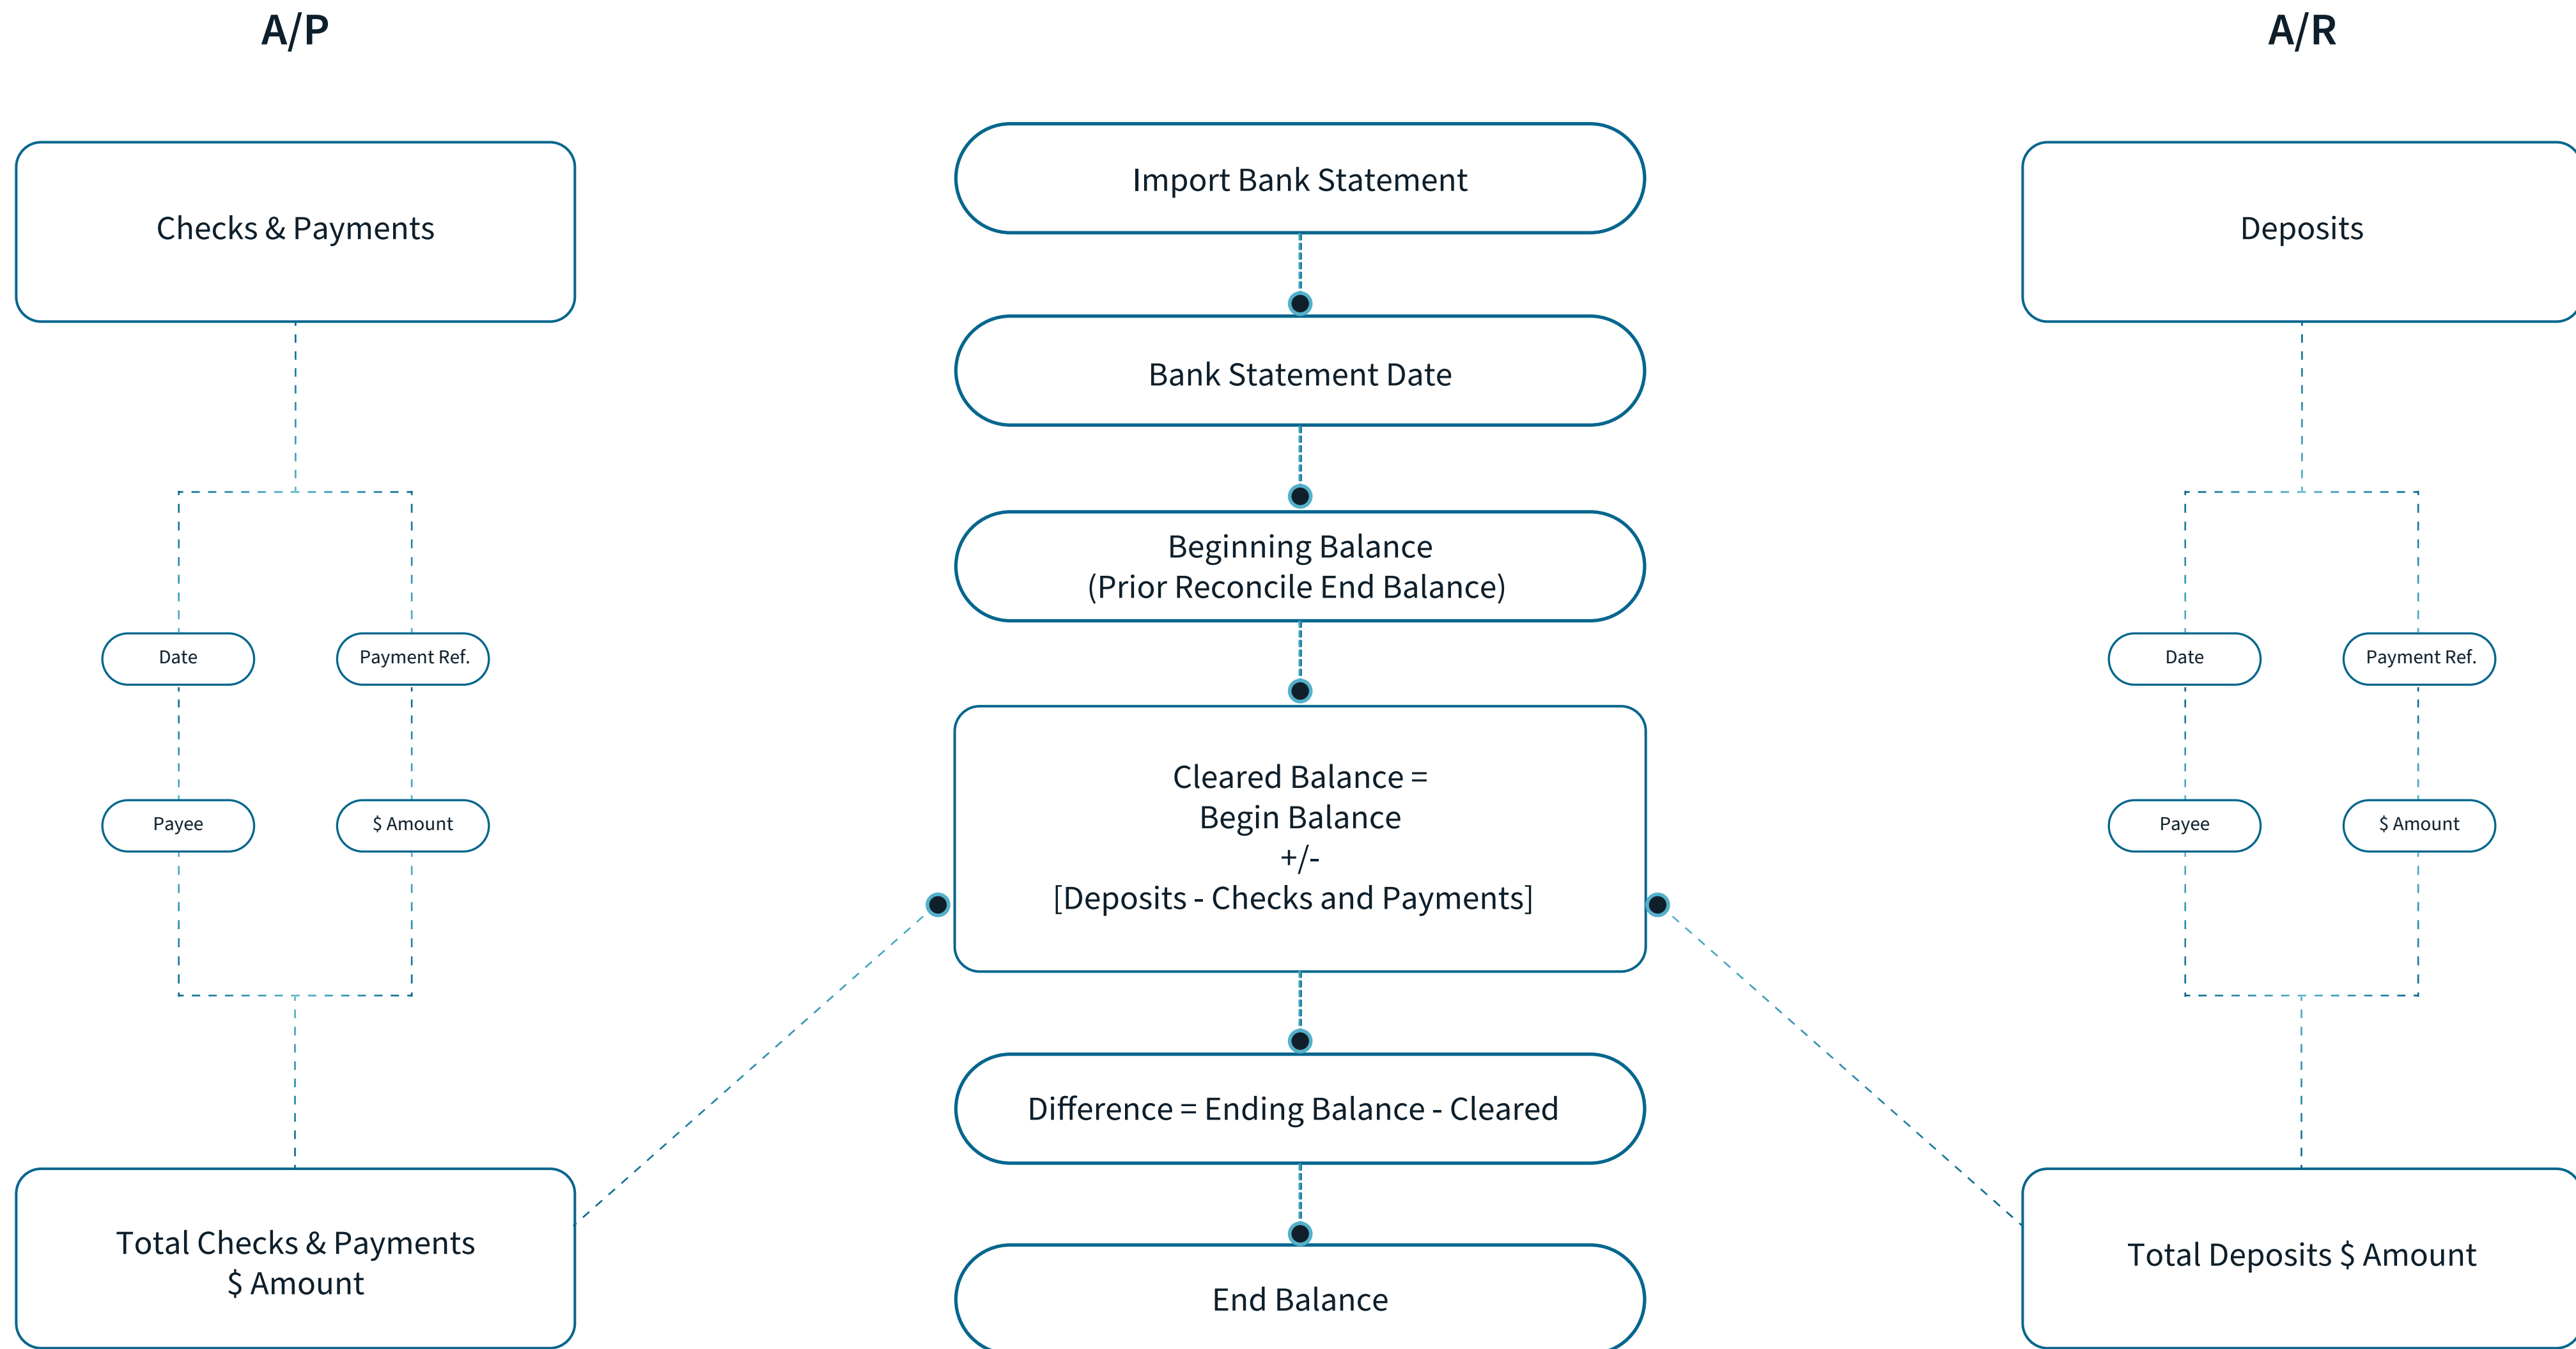 A/P
A/R
Checks & Payments
Import Bank Statement
Deposits
Bank Statement Date
Beginning Balance
(Prior Reconcile End Balance)
Date
Payment Ref.
Payee
$ Amount
Date
Payment Ref.
Payee
$ Amount
Cleared Balance =
Begin Balance
+/-
[Deposits - Checks and Payments]
Difference = Ending Balance - Cleared
Total Checks & Payments
$ Amount
End Balance
Total Deposits $ Amount